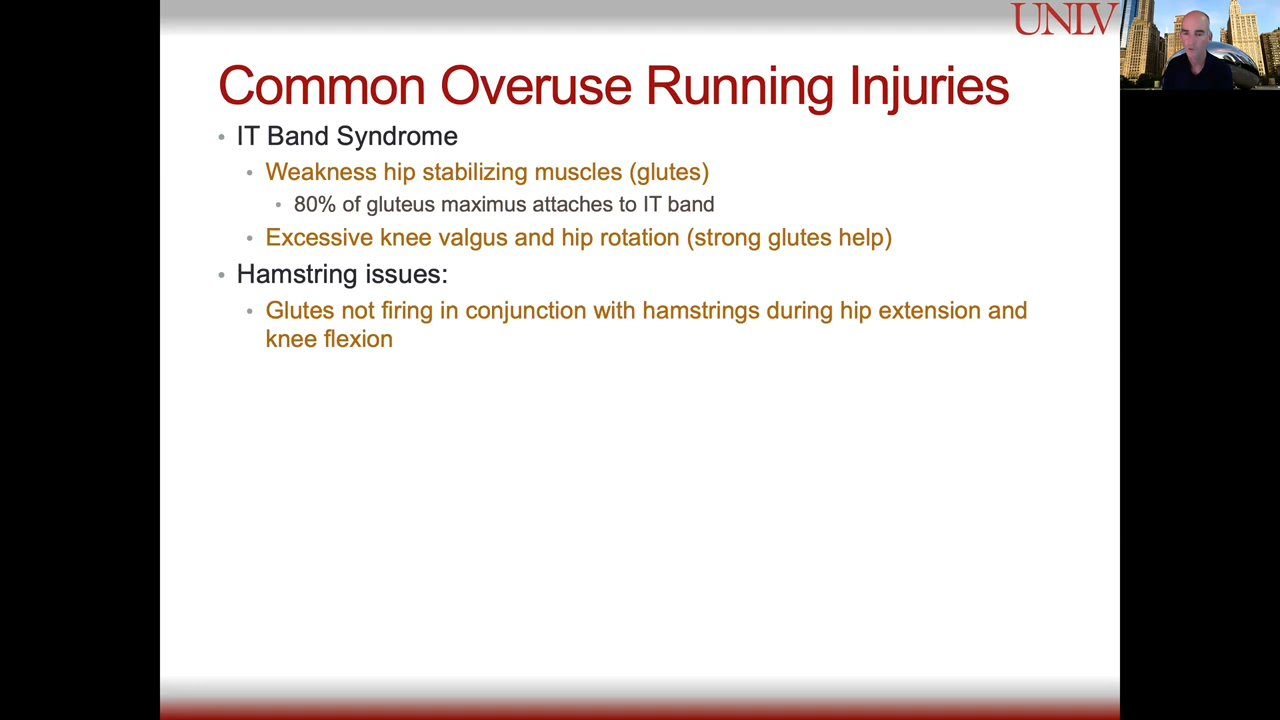 UNLV
Common Overuse Running Injuries
• IT Band Syndrome
• Weakness hip stabilizing muscles (glutes)
• 80% of gluteus maximus attaches to IT band
• Excessive knee valgus and hip rotation (strong glutes help)
• Hamstring issues:
• Glutes not firing in conjunction with hamstrings during hip extension and
knee flexion